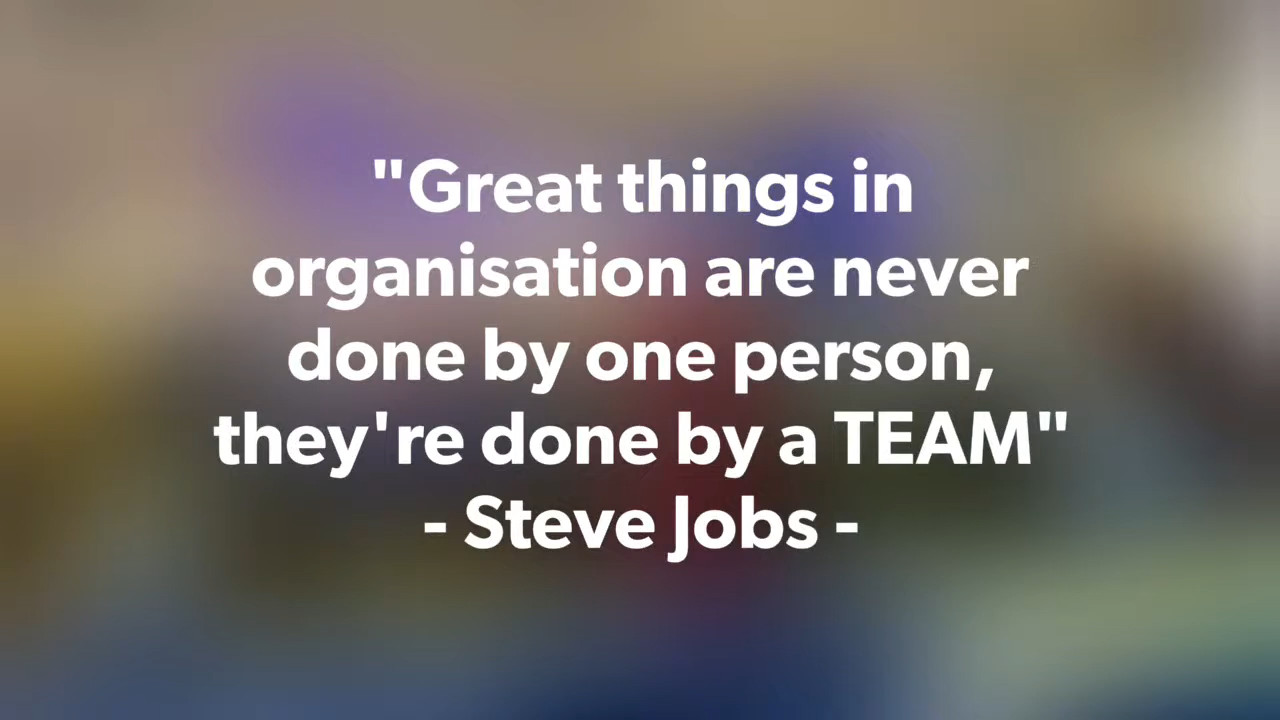 "Great things in
organisation are never
done by one person,
they're done by a TEAM"
- Steve Jobs -